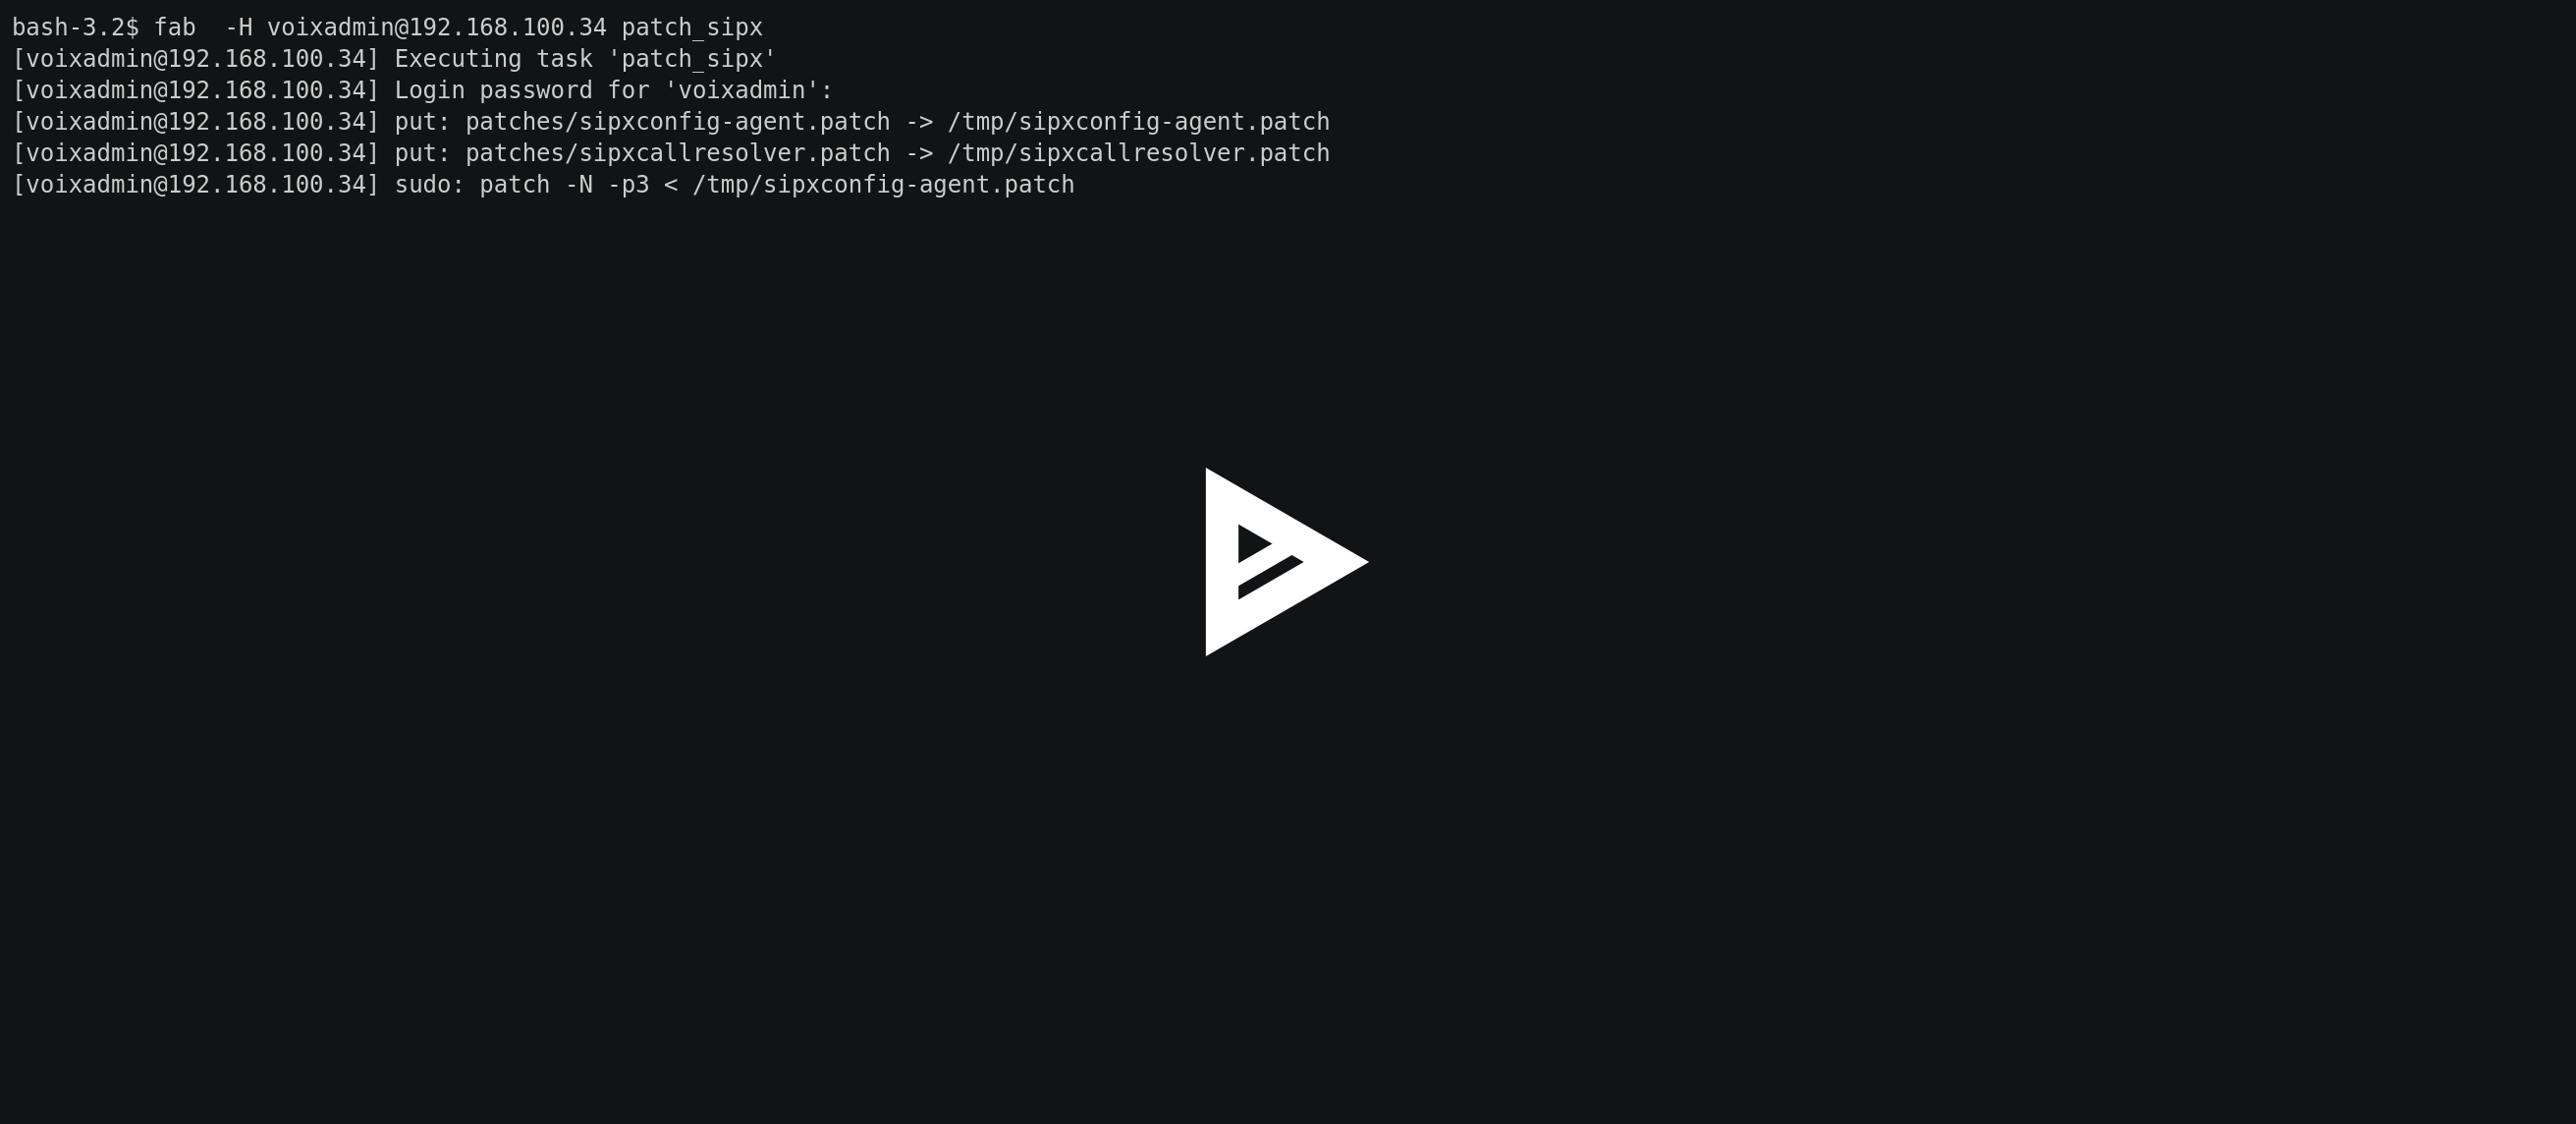 bash-3.2$ fab  -H voixadmin@192.168.100.34 patch_sipx
[voixadmin@192.168.100.34] Executing task 'patch_sipx'
[voixadmin@192.168.100.34] Login password for 'voixadmin':
[voixadmin@192.168.100.34] put: patches/sipxconfig-agent.patch -> /tmp/sipxconfig-agent.patch
[voixadmin@192.168.100.34] put: patches/sipxcallresolver.patch -> /tmp/sipxcallresolver.patch
[voixadmin@192.168.100.34] sudo: patch -N -p3 < /tmp/sipxconfig-agent.patch